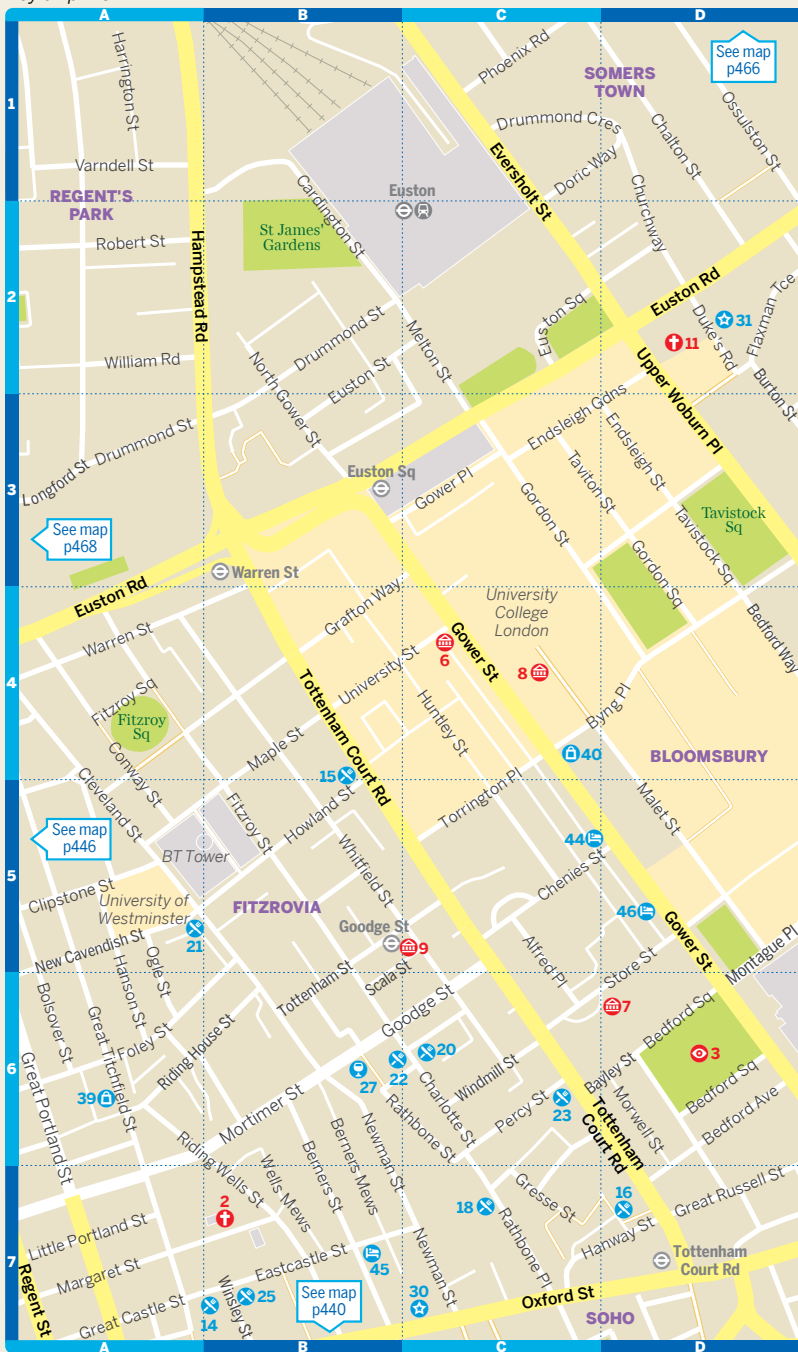 A B C D
1
2
3
4
5
6
7
See map
p466
SOMERS
TOWN
Phoenix Rd
Harrington St
Drummond Cres
Chalton St
Ossulston St
Eversholt St
Doric Way
Churchway
Varndell St
REGENT'S
PARK
Cardington St
Euston
Robert St
Hampstead Rd
St James'
Gardens
Euston Rd
Flaxman Tce
31
Duke's Rd
11
Euston Sq
Drummond St
Melton St
William Rd
North Gower St
Euston St
Upper Woburn Pl
Burton St
Endsleigh Gdns
Endsleigh St
Drummond St
Longford St
Euston Sq
Gower Pl
Taviton St
Gordon St
Tavistock
Sq
Tavistock Sq
Gordon Sq
See map
p468
Warren St
Euston Rd
Grafton Way
University
College
London
Bedford Way
Warren St
Gower St
6
8
University St
Tottenham Court Rd
Fitzroy Sq
Fitzroy
Sq
Huntley St
Byng Pl
Conway St
Maple St
40
BLOOMSBURY
15
Cleveland St
Fitzroy St
Howland St
Torrington Pl
Malet St
See map
p446
BT Tower
Whitfield St
44
Chenies St
Clipstone St
University of
Westminster
FITZROVIA
46
Gower St
21
Goodge St
9
New Cavendish St
Hanson St
Ogle St
Alfred Pl
Store St
Montague Pl
Tottenham St
Scala St
Bolsover St
Great Titchfield St
Foley St
Riding House St
Goodge St
7
Bedford Sq
3
20
22
27
Windmill St
Bayley St
Bedford Sq
39
Great Portland St
Mortimer St
Charlotte St
Rathbone St
Percy St
23
Tottenham
Court Rd
Morwell St
Bedford Ave
Newman St
Berners Mews
Berners St
Riding Wells St
Wells Mews
2
18
Gresse St
16
Great Russell St
Hanway St
Rathbone Pl
Little Portland St
Margaret St
Eastcastle St
45
Newman St
Tottenham
Court Rd
Regent St
Great Castle St
14
Winsley St
25
See map
p440
30
Oxford St
SOHO
A B C D